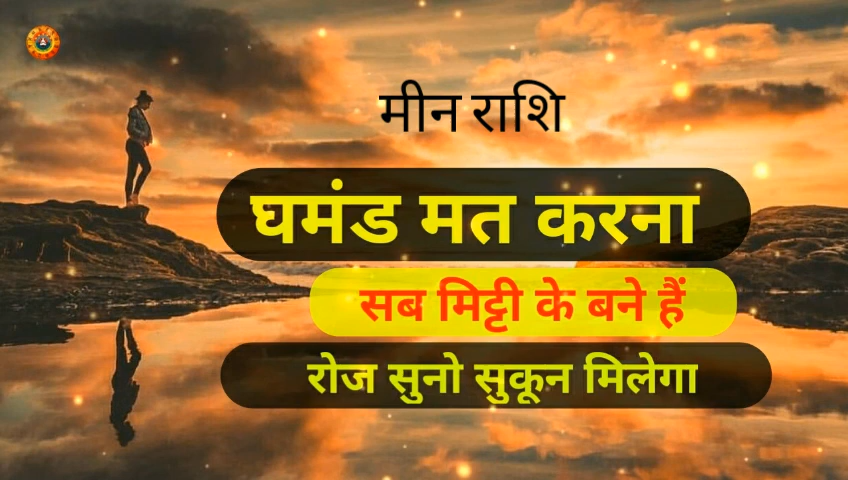 मीन राशि
घमंड मत करना
सब मिट्टी के बने हैं
रोज सुनो सुकून मिलेगा